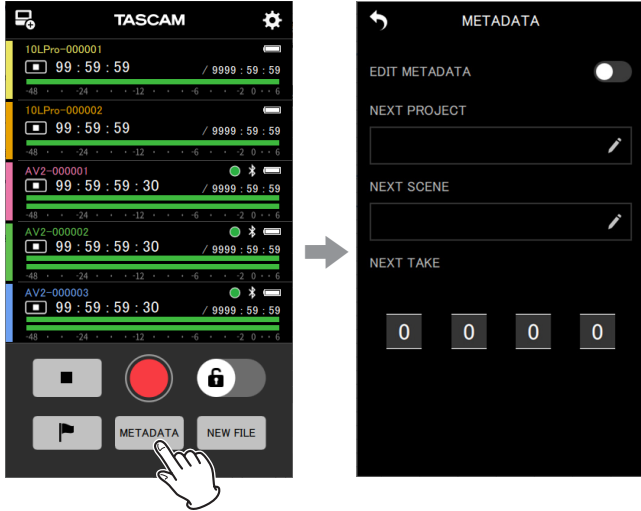 TASCAM
10LPro-000001
99 : 59 : 59 / 9999 : 59 : 59
-48 -24 -12 -6 -2 0 6
10LPro-000002
99 : 59 : 59 / 9999 : 59 : 59
-48 -24 -12 -6 -2 0 6
AV2-000001
99 : 59 : 59 : 30 / 9999 : 59 : 59
-48 -24 -12 -6 -2 0 6
AV2-000002
99 : 59 : 59 : 30 / 9999 : 59 : 59
-48 -24 -12 -6 -2 0 6
AV2-000003
99 : 59 : 59 : 30 / 9999 : 59 : 59
-48 -24 -12 -6 -2 0 6
METADATA NEW FILE
METADATA
EDIT METADATA
NEXT PROJECT
NEXT SCENE
NEXT TAKE
0 0 0 0